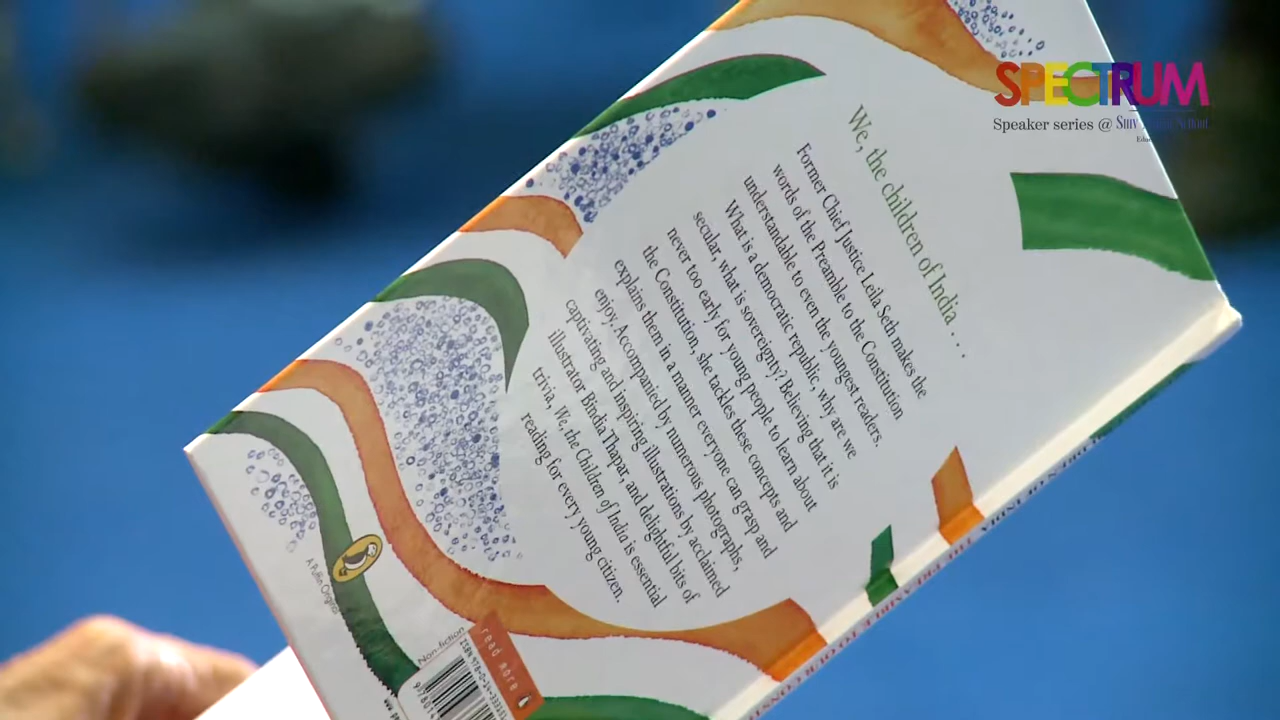 SPECTRUM
Speaker series @
We, the children of India . . .
Former Chief Justice Leila Seth makes the
words of the Preamble to the Constitution
understandable to even the youngest readers.
What is a democratic republic, why are we
secular, what is sovereignty? Believing that it is
never too early for young people to learn about
the Constitution, she tackles these concepts and
explains them in a manner everyone can grasp and
enjoy. Accompanied by numerous photographs,
captivating and inspiring illustrations by acclaimed
illustrator Bindia Thapar, and delightful bits of
trivia, We, the Children of India is essential
reading for every young citizen.
A Puffin Original
Non-fiction
read more